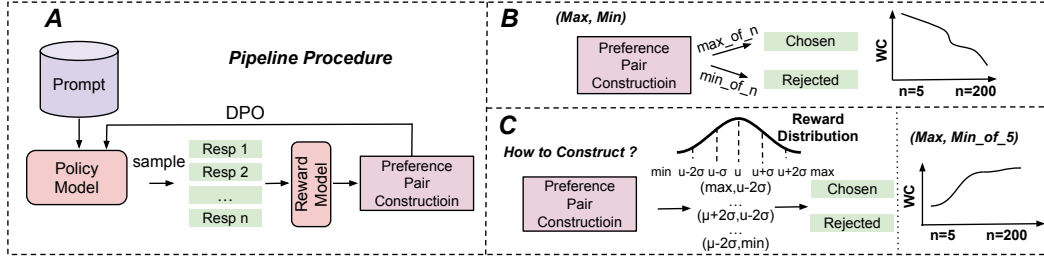 A
Pipeline Procedure
Prompt
DPO
Policy
Model
sample
Resp 1
Resp 2
...
Resp n
Reward
Model
Preference
Pair
Constructioin
B
(Max, Min)
Preference
Pair
Constructioin
max_of_n
min_of_n
Chosen
Rejected
WC
n=5 n=200
C
How to Construct ?
Reward
Distribution
min u-2σ u-σ u u+σ u+2σ max
Preference
Pair
Constructioin
(max,u-2σ)
...
(μ+2σ,u-2σ)
...
(μ-2σ,min)
Chosen
Rejected
(Max, Min_of_5)
WC
n=5 n=200